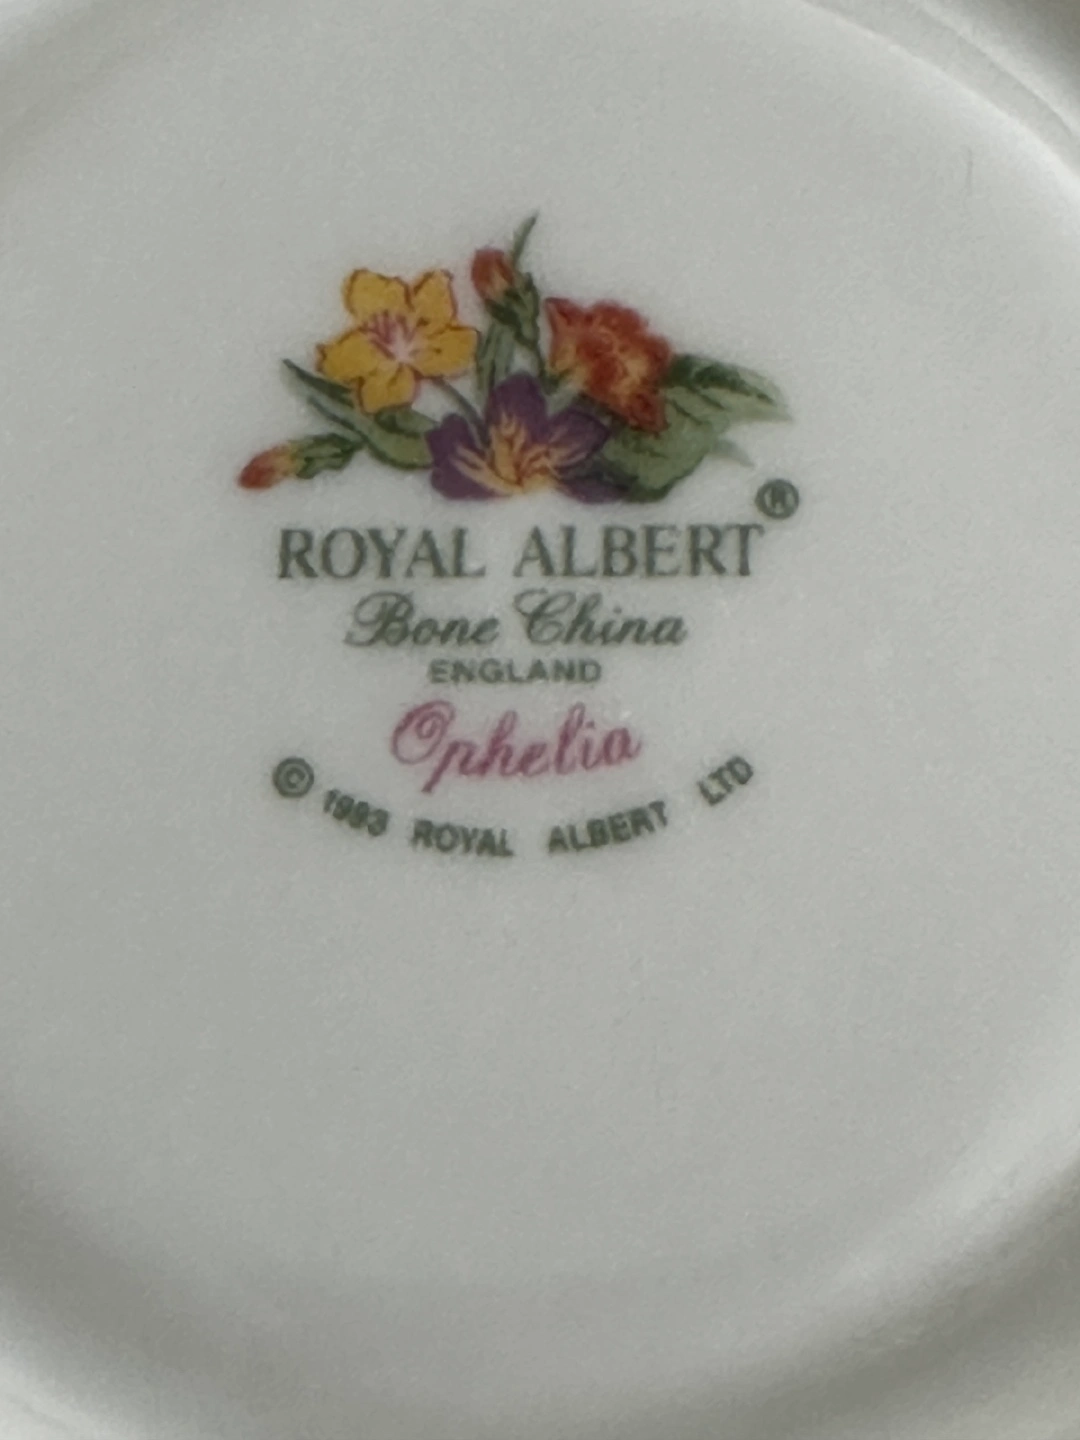 ROYAL ALBERT®
Bone China
ENGLAND
Ophelia
© 1993 ROYAL ALBERT LTD